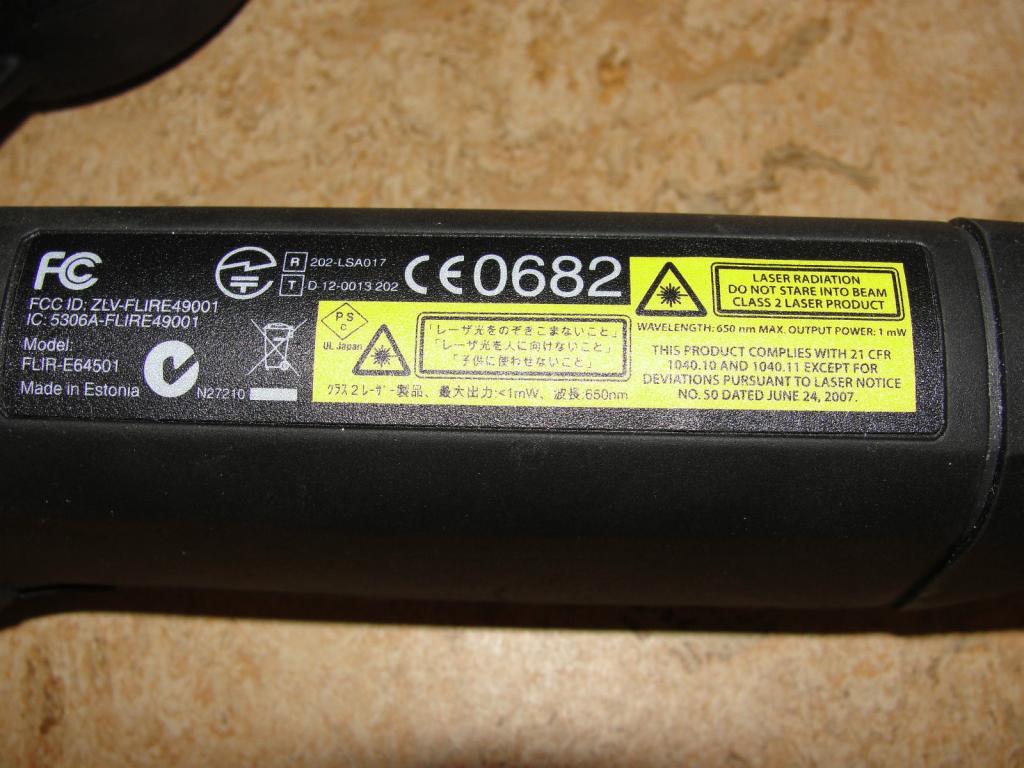 FC
FCC ID: ZLV-FLIRE49001
IC: 5306A-FLIRE49001
Model:
FLIR-E64501
Made in Estonia
R 202-LSA017
T D-12-0013 202
N27210
CE0682
PS
C
UL Japan
「レーザ光をのぞきこまないこと」
「レーザ光を人に向けないこと」
「子供に使わせないこと」
クラス2レーザー製品、最大出力:<1mW、波長:650nm
LASER RADIATION
DO NOT STARE INTO BEAM
CLASS 2 LASER PRODUCT
WAVELENGTH: 650 nm MAX. OUTPUT POWER: 1 mW
THIS PRODUCT COMPLIES WITH 21 CFR
1040.10 AND 1040.11 EXCEPT FOR
DEVIATIONS PURSUANT TO LASER NOTICE
NO. 50 DATED JUNE 24, 2007.